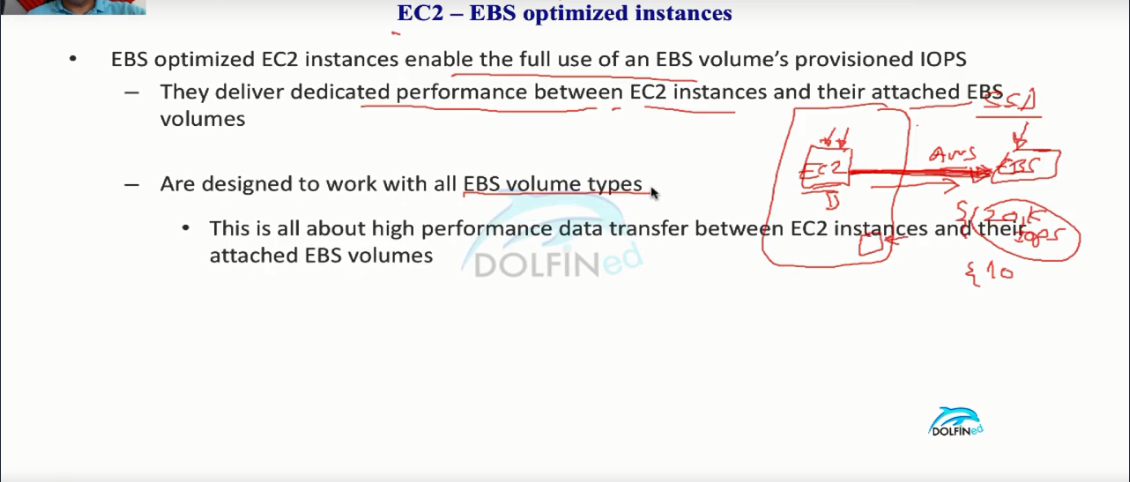 EC2 – EBS optimized instances
• EBS optimized EC2 instances enable the full use of an EBS volume's provisioned IOPS
– They deliver dedicated performance between EC2 instances and their attached EBS
volumes
SSD
EC2
AWS
EBS
– Are designed to work with all EBS volume types
• This is all about high performance data transfer between EC2 instances and their
attached EBS volumes
20,K
IOPS
10
DOLFINed
DOLFINed